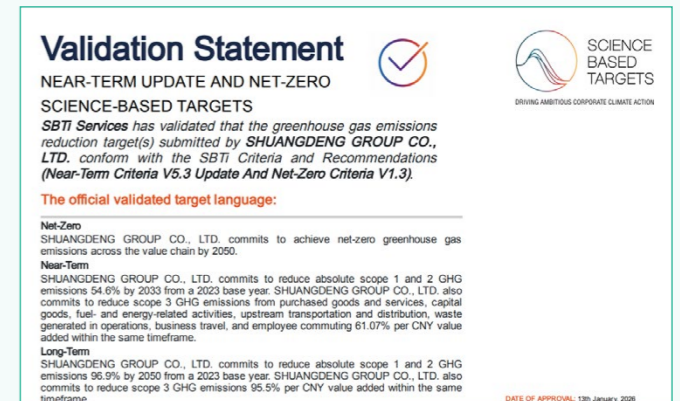 Validation Statement
NEAR-TERM UPDATE AND NET-ZERO
SCIENCE-BASED TARGETS
SBTi Services has validated that the greenhouse gas emissions
reduction target(s) submitted by SHUANGDENG GROUP CO.,
LTD. conform with the SBTi Criteria and Recommendations
(Near-Term Criteria V5.3 Update And Net-Zero Criteria V1.3).
The official validated target language:
Net-Zero
SHUANGDENG GROUP CO., LTD. commits to achieve net-zero greenhouse gas
emissions across the value chain by 2050.
Near-Term
SHUANGDENG GROUP CO., LTD. commits to reduce absolute scope 1 and 2 GHG
emissions 54.6% by 2033 from a 2023 base year. SHUANGDENG GROUP CO., LTD. also
commits to reduce scope 3 GHG emissions from purchased goods and services, capital
goods, fuel- and energy-related activities, upstream transportation and distribution, waste
generated in operations, business travel, and employee commuting 61.07% per CNY value
added within the same timeframe.
Long-Term
SHUANGDENG GROUP CO., LTD. commits to reduce absolute scope 1 and 2 GHG
emissions 96.9% by 2050 from a 2023 base year. SHUANGDENG GROUP CO., LTD. also
commits to reduce scope 3 GHG emissions 95.5% per CNY value added within the same
timeframe
SCIENCE
BASED
TARGETS
DRIVING AMBITIOUS CORPORATE CLIMATE ACTION
DATE OF APPROVAL: 13th January, 2026